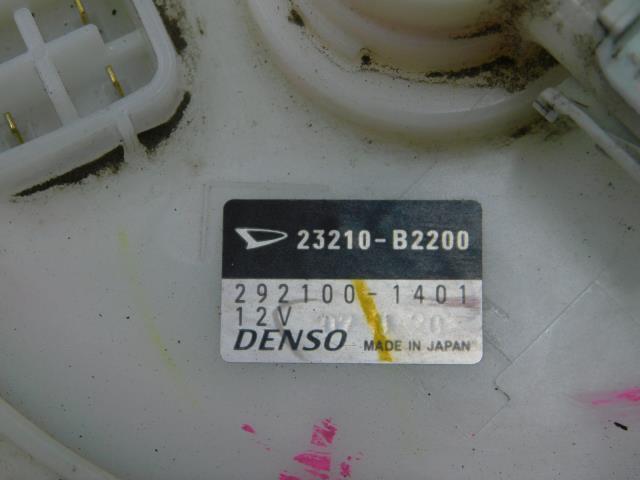 23210-B2200
292100-1401
12V
DENSO MADE IN JAPAN